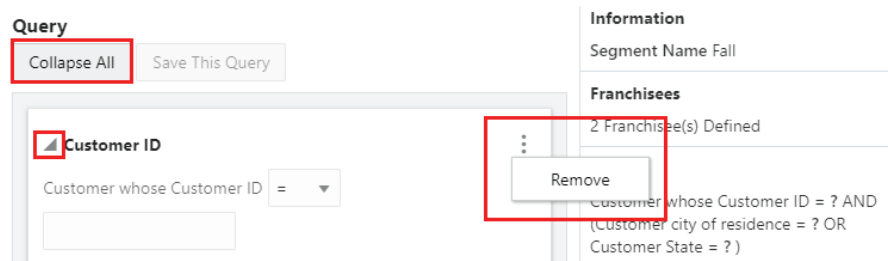 Query
Collapse All
Save This Query
Customer ID
Customer whose Customer ID =
Remove
Information
Segment Name Fall
Franchisees
2 Franchisee(s) Defined
Customer whose Customer ID = ? AND
(Customer city of residence = ? OR
Customer State = ? )